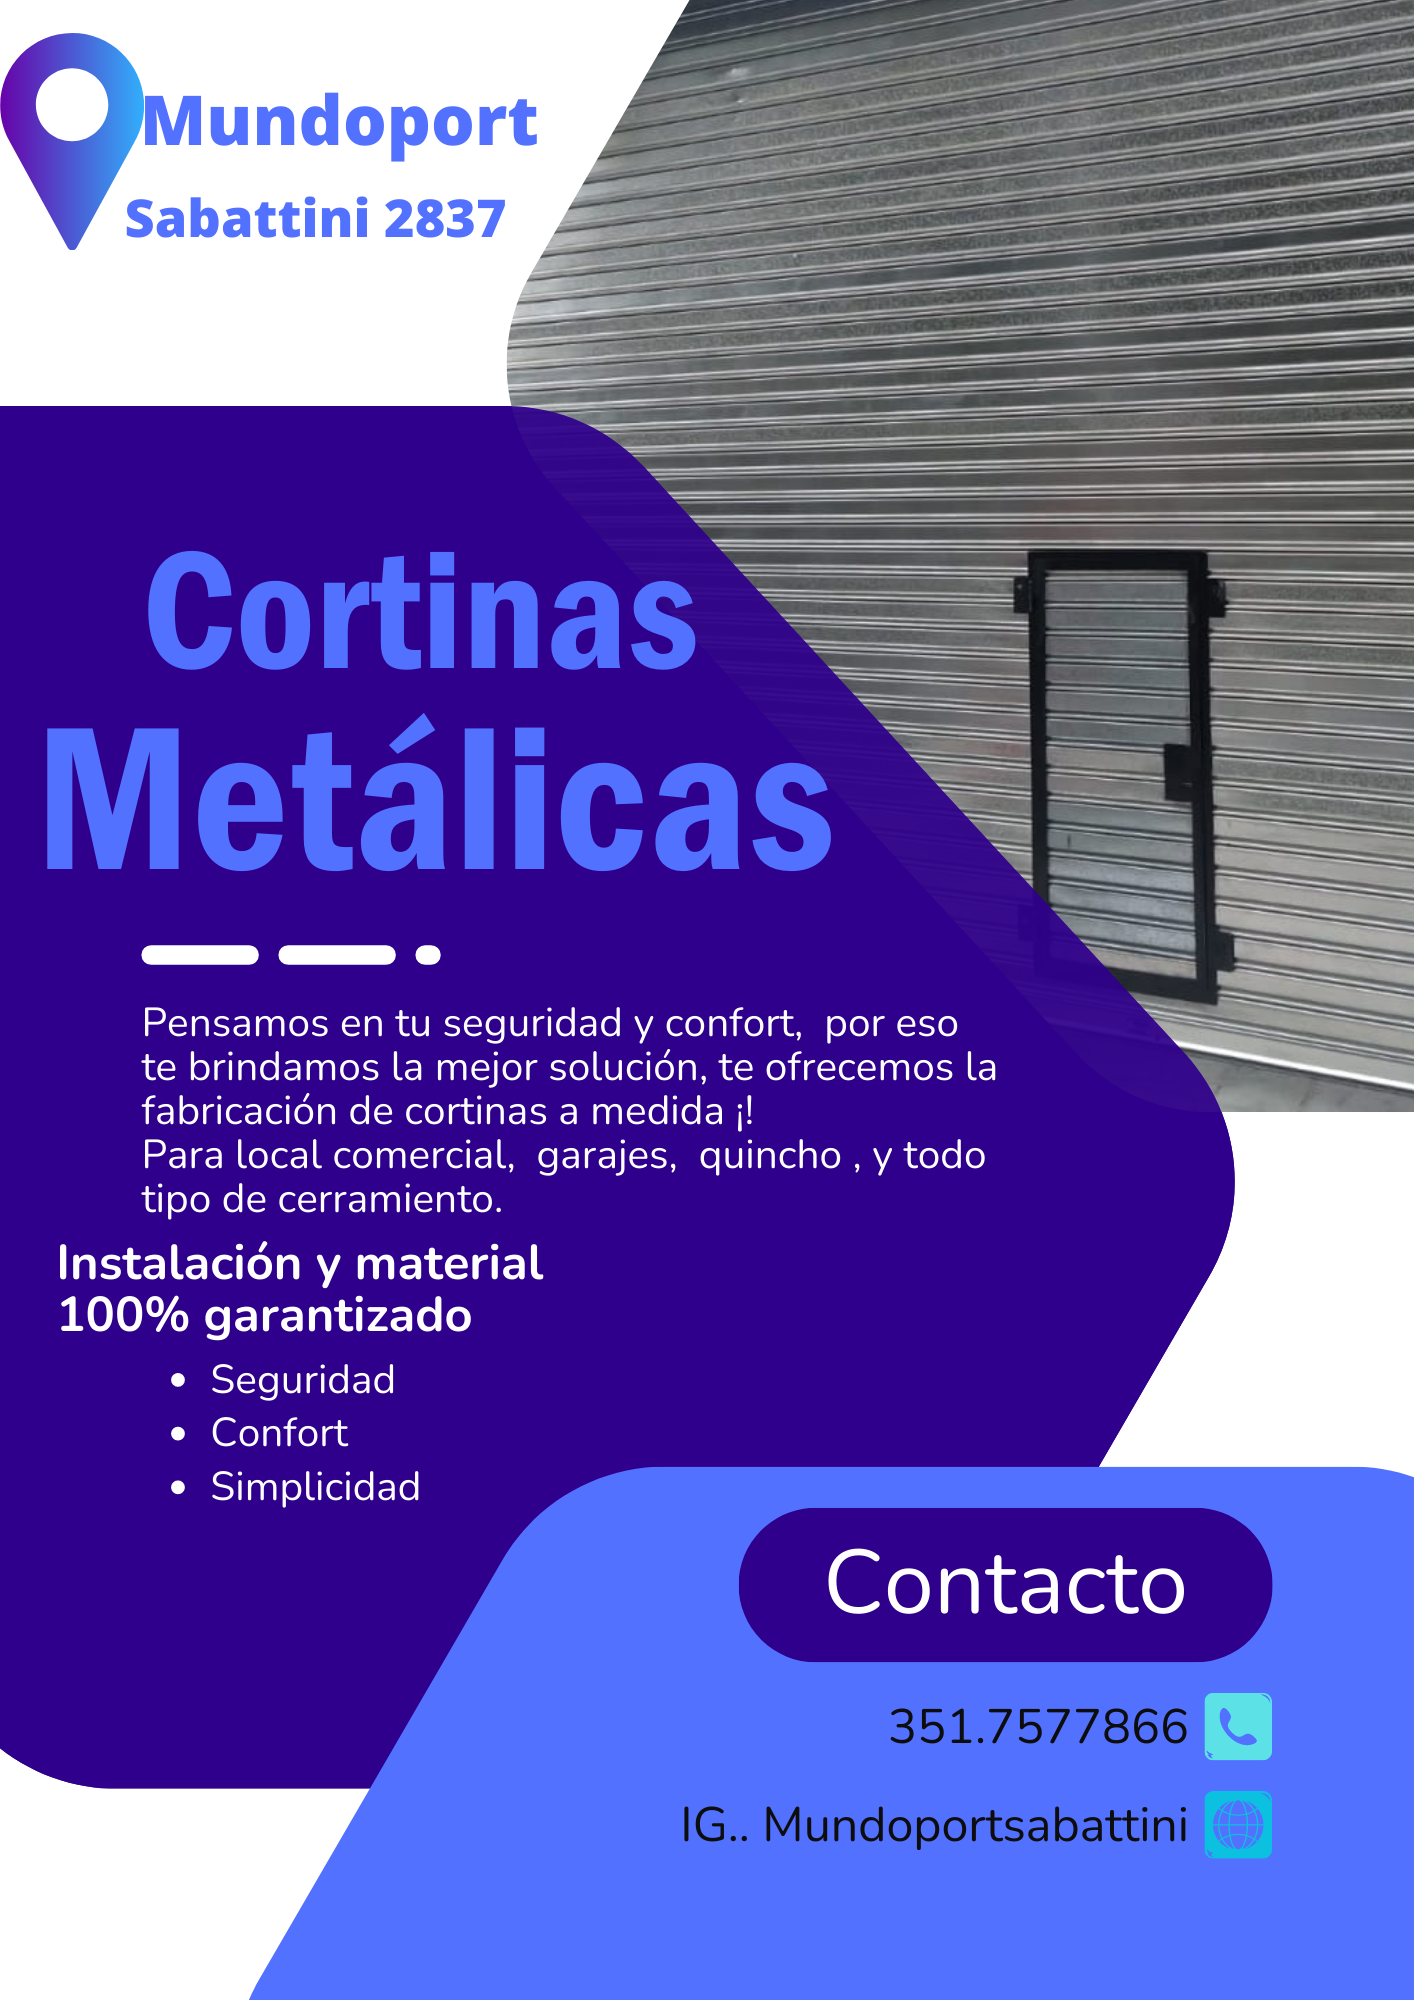 Mundoport
Sabattini 2837
Cortinas
Metálicas
Pensamos en tu seguridad y confort,  por eso
te brindamos la mejor solución, te ofrecemos la
fabricación de cortinas a medida ¡!
Para local comercial,  garajes,  quincho , y todo
tipo de cerramiento.
Instalación y material
100% garantizado
• Seguridad
• Confort
• Simplicidad
Contacto
351.7577866
IG.. Mundoportsabattini